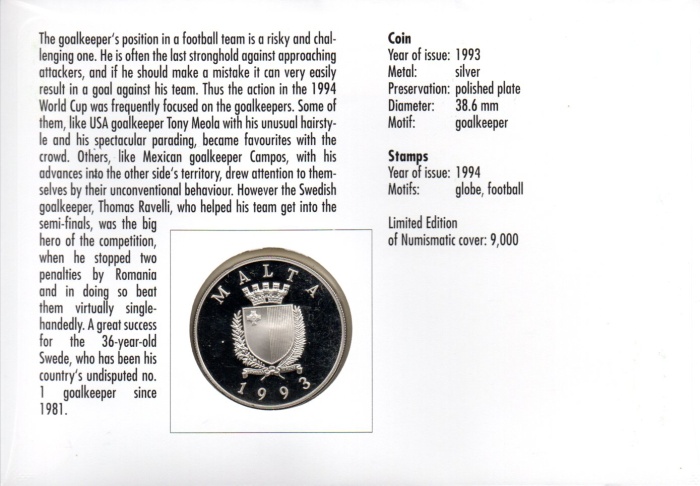 The goalkeeper's position in a football team is a risky and chal-
lenging one. He is often the last stronghold against approaching
attackers, and if he should make a mistake it can very easily
result in a goal against his team. Thus the action in the 1994
World Cup was frequently focused on the goalkeepers. Some of
them, like USA goalkeeper Tony Meola with his unusual hairsty-
le and his spectacular parading, became favourites with the
crowd. Others, like Mexican goalkeeper Campos, with his
advances into the other side's territory, drew attention to them-
selves by their unconventional behaviour. However the Swedish
goalkeeper, Thomas Ravelli, who helped his team get into the
semi-finals, was the big
hero of the competition,
when he stopped two
penalties by Romania
and in doing so beat
them virtually single-
handedly. A great success
for the 36-year-old
Swede, who has been his
country's undisputed no.
1 goalkeeper since
1981.
MALTA
1993
Coin
Year of issue: 1993
Metal: silver
Preservation: polished plate
Diameter: 38.6 mm
Motif: goalkeeper
Stamps
Year of issue: 1994
Motifs: globe, football
Limited Edition
of Numismatic cover: 9,000